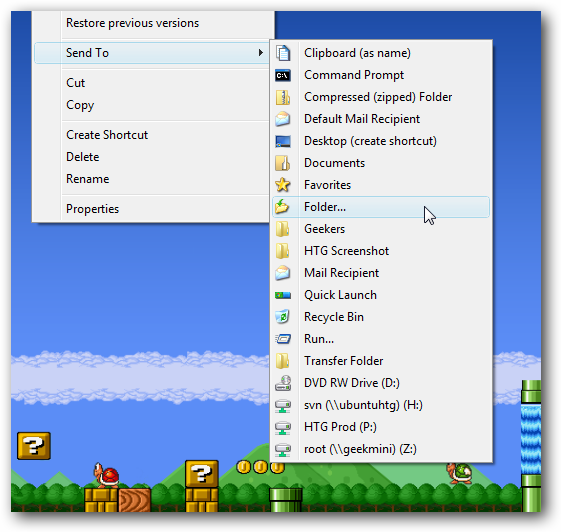 Restore previous versions
Send To
Cut
Copy
Create Shortcut
Delete
Rename
Properties
Clipboard (as name)
C:\
Command Prompt
Compressed (zipped) Folder
Default Mail Recipient
Desktop (create shortcut)
Documents
Favorites
Folder...
Geekers
HTG Screenshot
Mail Recipient
Quick Launch
Recycle Bin
Run...
Transfer Folder
DVD RW Drive (D:)
svn (\\ubuntuhtg) (H:)
HTG Prod (P:)
root (\\geekmini) (Z:)
?
?